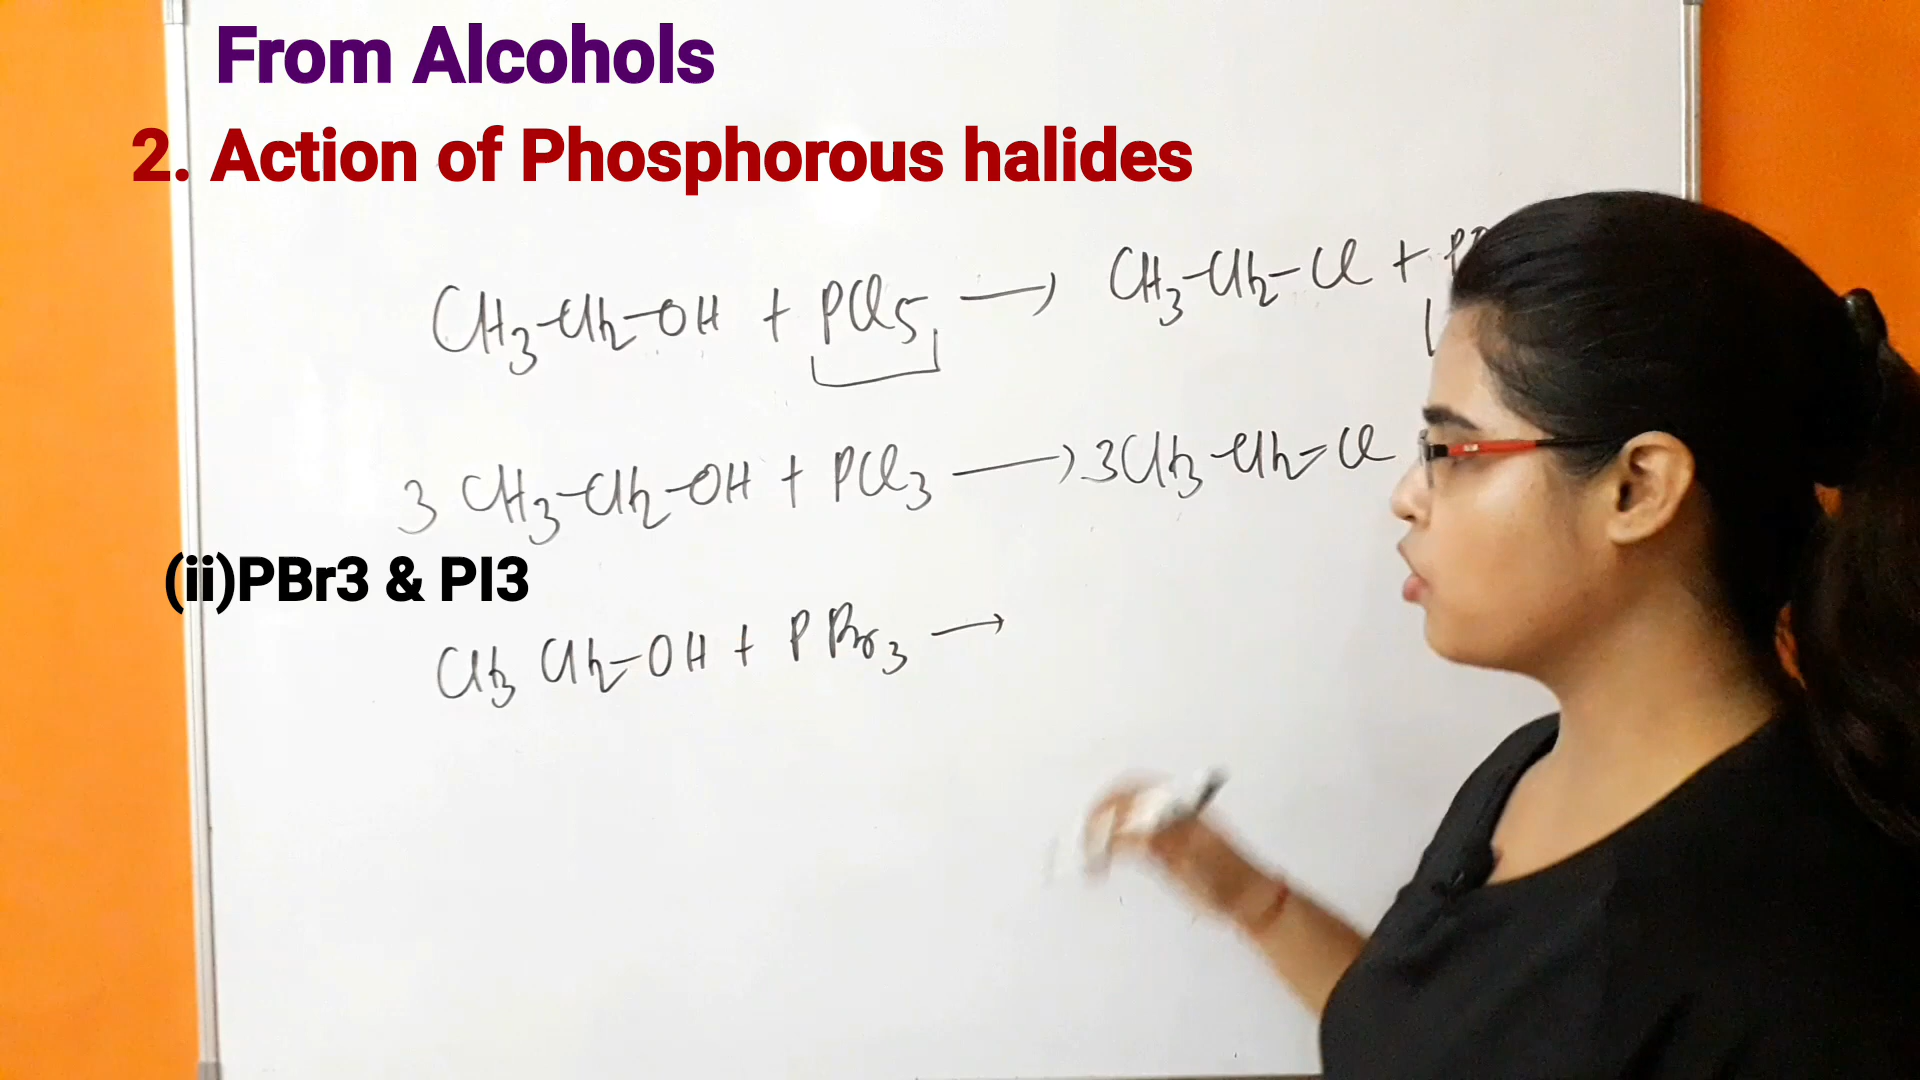 From Alcohols
2. Action of Phosphorous halides
CH3-CH2-OH + PCl5 → CH3-CH2-Cl + P
3 CH3-CH2-OH + PCl3 → 3CH3-CH2-Cl
(ii)PBr3 & PI3
CH3 CH2-OH + PBr3 →